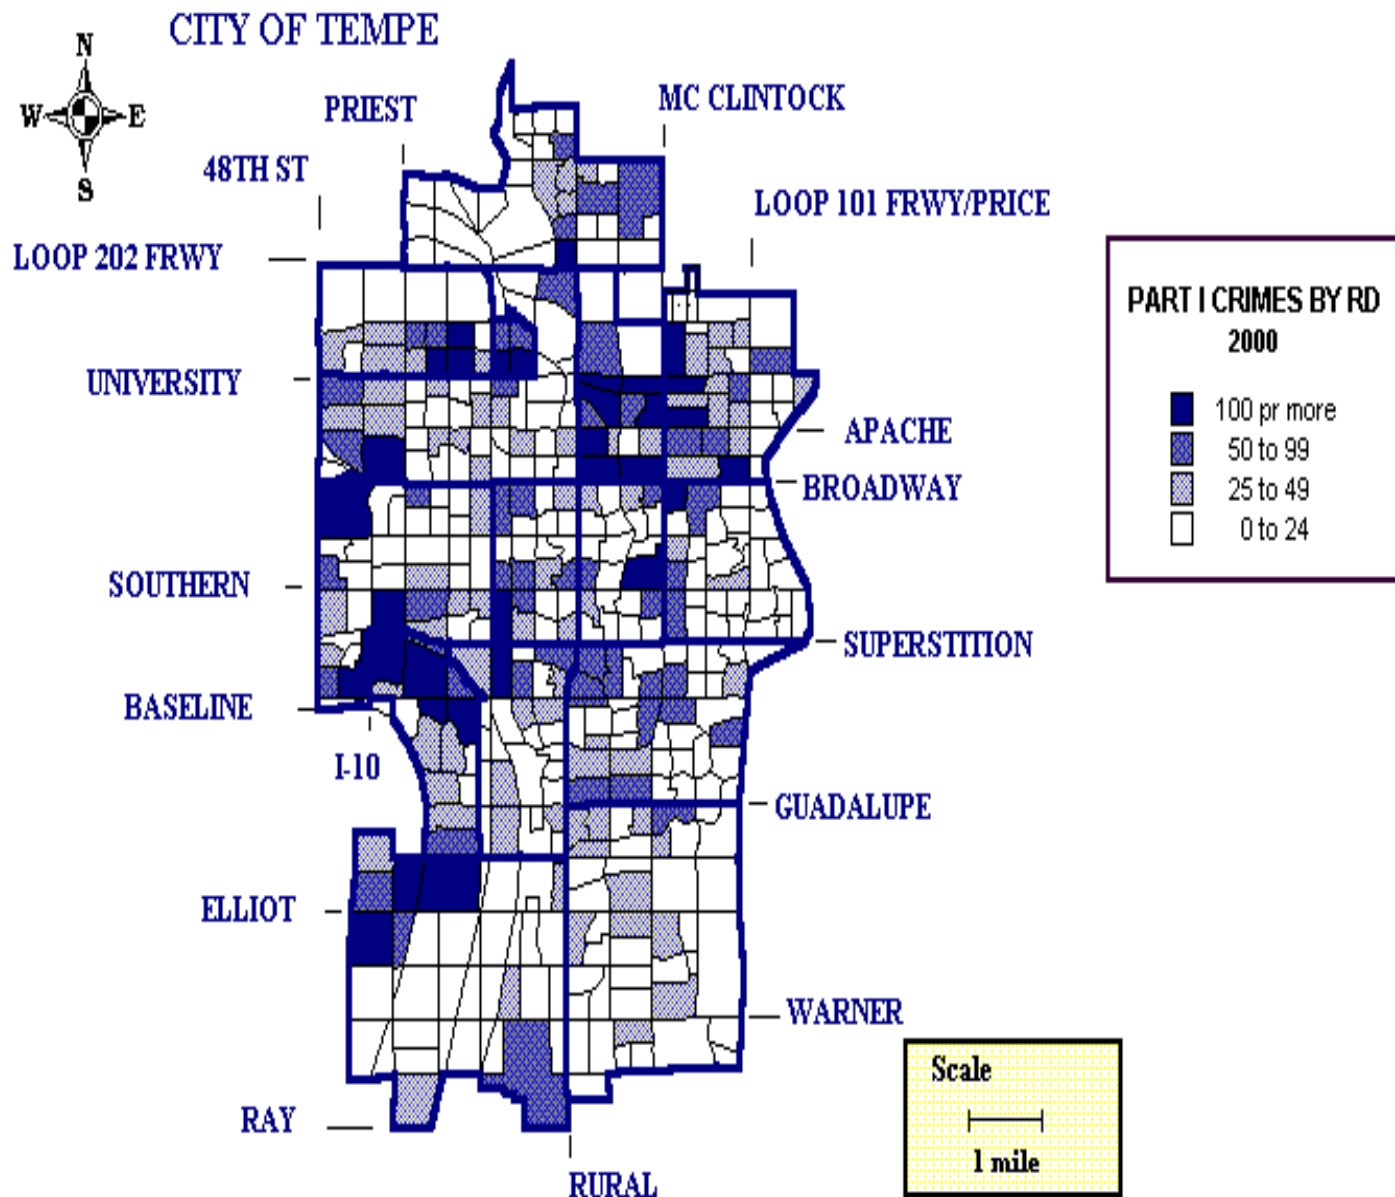 CITY OF TEMPE
N
W
E
S
PRIEST
MC CLINTOCK
48TH ST
LOOP 101 FRWY/PRICE
LOOP 202 FRWY
PART I CRIMES BY RD
2000
100 pr more
50 to 99
25 to 49
0 to 24
UNIVERSITY
APACHE
BROADWAY
SOUTHERN
SUPERSTITION
BASELINE
I-10
GUADALUPE
ELLIOT
WARNER
Scale
1 mile
RAY
RURAL